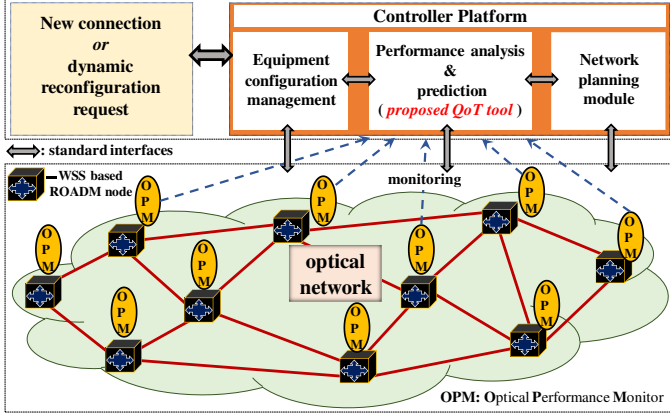 New connection
or
dynamic
reconfiguration
request
Controller Platform
Equipment
configuration
management
Performance analysis
&
prediction
( proposed QoT tool )
Network
planning
module
: standard interfaces
WSS based
ROADM node
monitoring
O
P
M
O
P
M
O
P
M
O
P
M
O
P
M
O
P
M
O
P
M
O
P
M
O
P
M
O
P
M
optical
network
OPM: Optical Performance Monitor